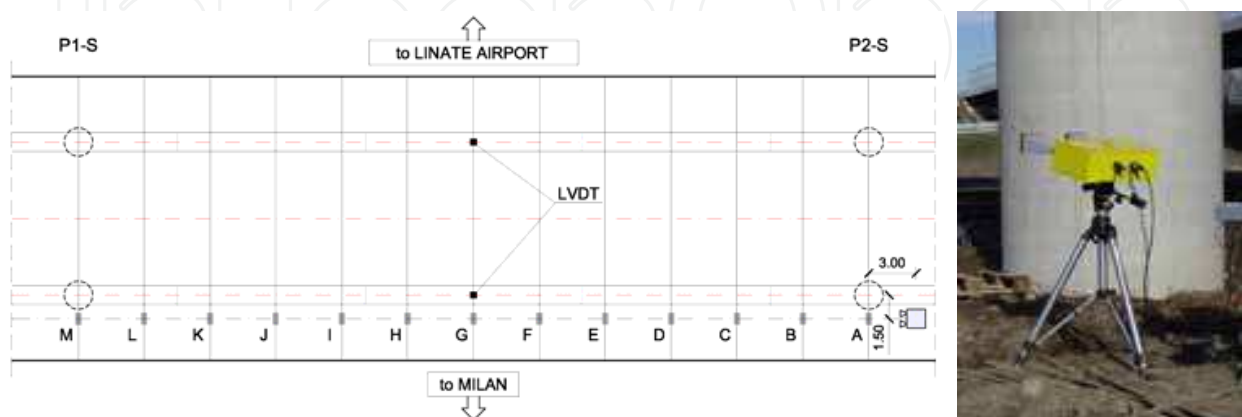 P1-S
P2-S
to LINATE AIRPORT
LVDT
3.00
M L K J I H G F E D C B A
1.50
to MILAN